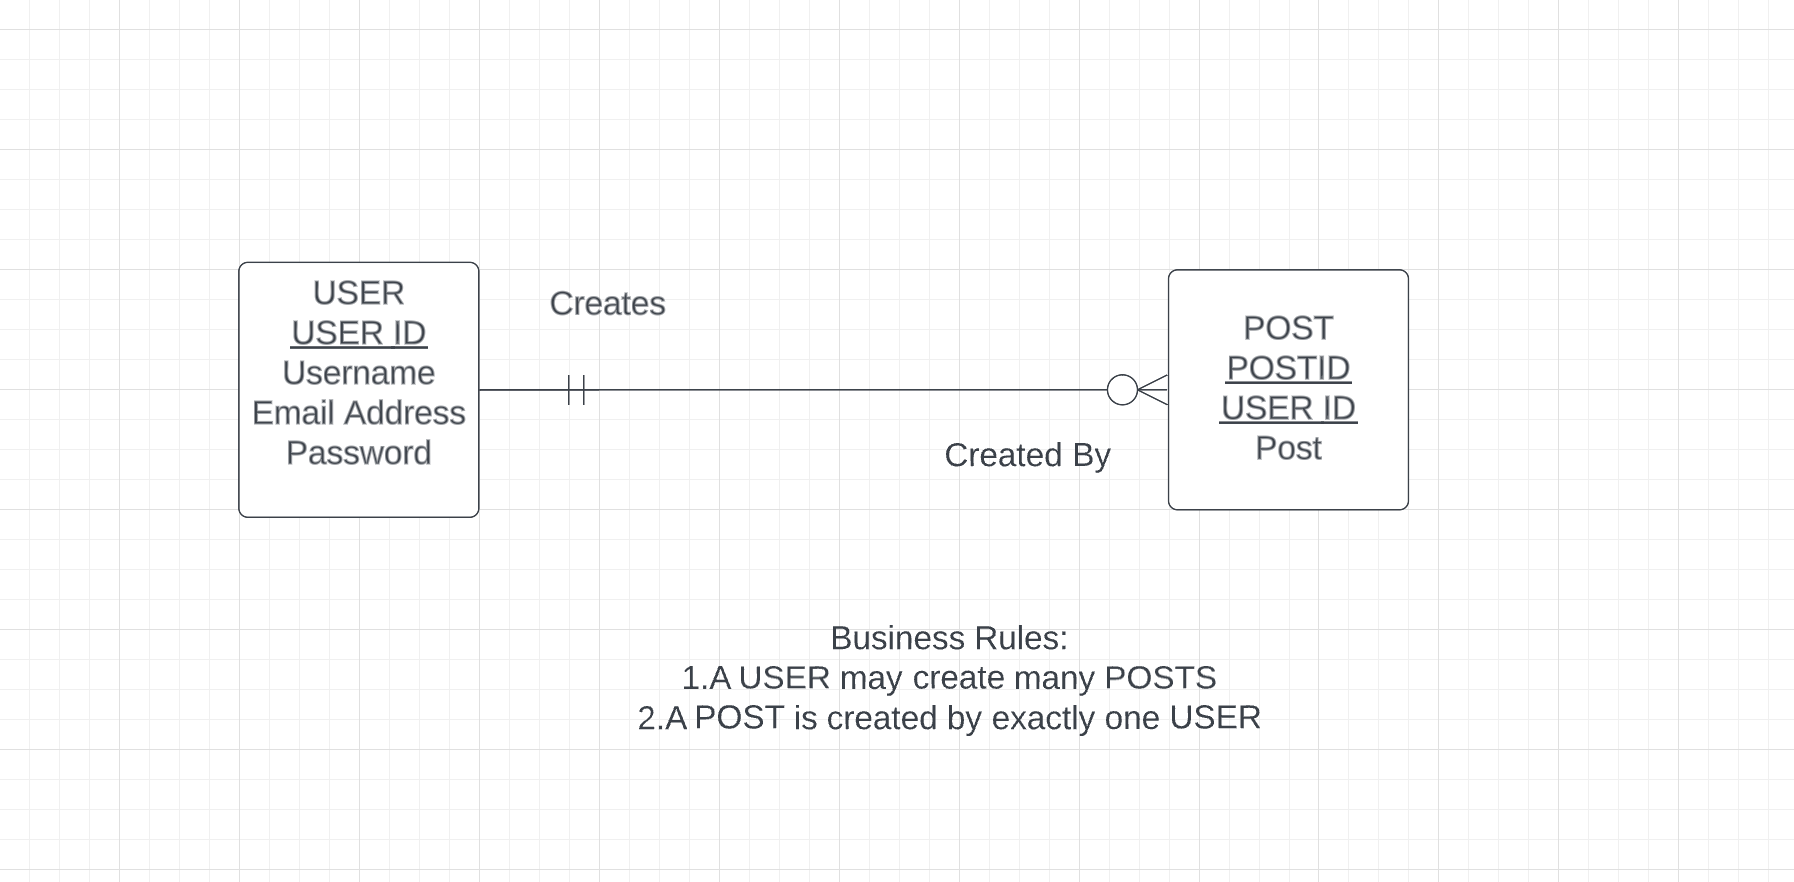 USER
USER ID
Username
Email Address
Password
Creates
Created By
POST
POSTID
USER ID
Post
Business Rules:
1.A USER may create many POSTS
2.A POST is created by exactly one USER